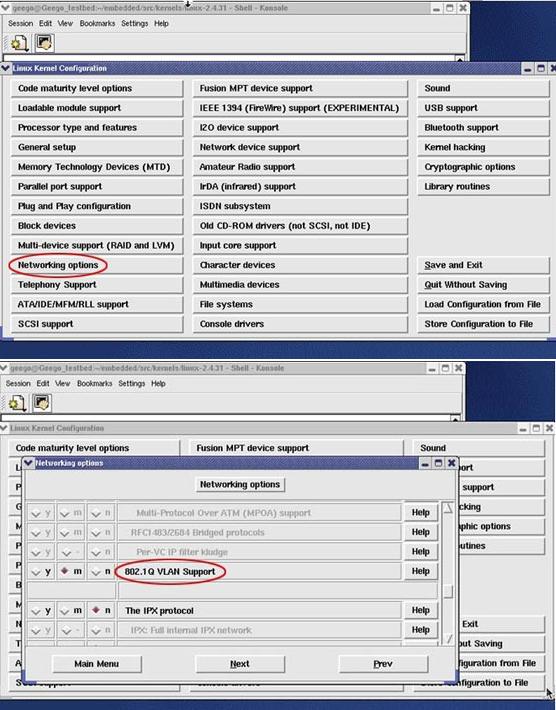 geego@Geego_testbed:~/embedded/src/kernels/linux-2.4.31 - Shell - Konsole
Session Edit View Bookmarks Settings Help
Linux Kernel Configuration
Code maturity level options Fusion MPT device support Sound
Loadable module support IEEE 1394 (FireWire) support (EXPERIMENTAL) USB support
Processor type and features I2O device support Bluetooth support
General setup Network device support Kernel hacking
Memory Technology Devices (MTD) Amateur Radio support Cryptographic options
Parallel port support IrDA (infrared) support Library routines
Plug and Play configuration ISDN subsystem
Block devices Old CD-ROM drivers (not SCSI, not IDE)
Multi-device support (RAID and LVM) Input core support
Networking options Character devices Save and Exit
Telephony Support Multimedia devices Quit Without Saving
ATA/IDE/MFM/RLL support File systems Load Configuration from File
SCSI support Console drivers Store Configuration to File
geego@Geego_testbed:~/embedded/src/kernels/linux-2.4.31 - Shell - Konsole
Session Edit View Bookmarks Settings Help
Linux Kernel Configuration
Code maturity level options Fusion MPT device support Sound
Networking options
Networking options
y m n Multi-Protocol Over ATM (MPOA) support Help
y m n RFC1483/2684 Bridged protocols Help
y - n Per-VC IP filter kludge Help
y m n 802.1Q VLAN Support Help
y m n The IPX protocol Help
y - n IPX: Full internal IPX network Help
Main Menu Next Prev
ort
support
cking
phic options
utines
Exit
out Saving
figuration from File
figuration to File